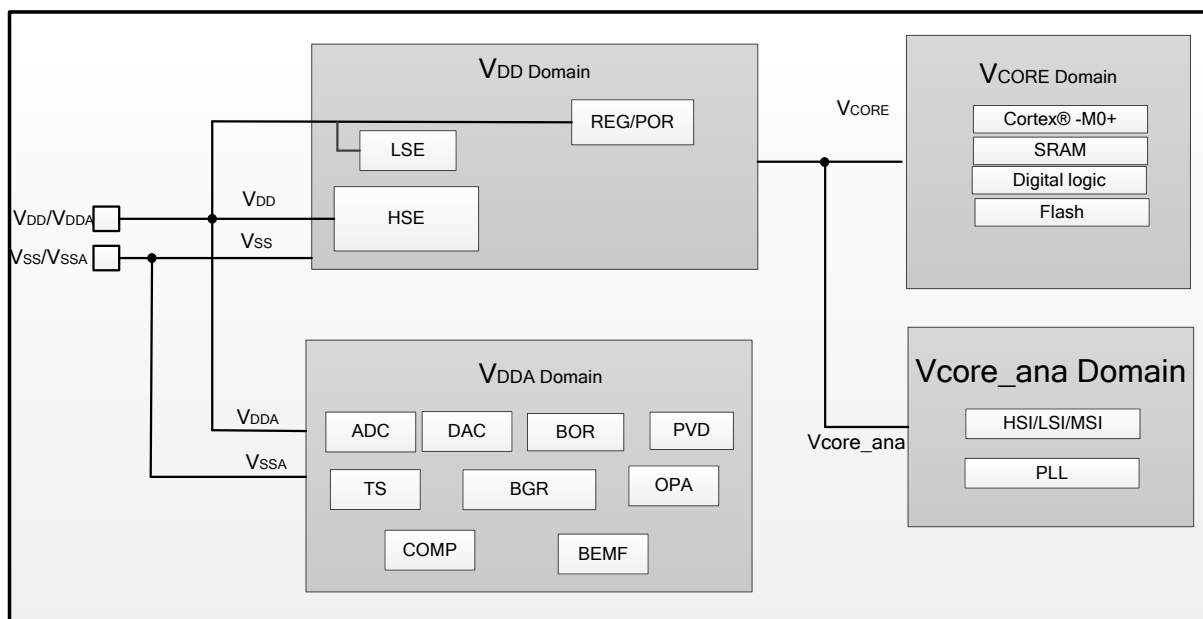 VDD Domain
REG/POR
LSE
HSE
VDD/VDDA
VSS/VSSA
VDD
VSS
VCORE
VCORE Domain
Cortex® -M0+
SRAM
Digital logic
Flash
VDDA Domain
VDDA
VSSA
ADC
DAC
BOR
PVD
TS
BGR
OPA
COMP
BEMF
Vcore_ana
Vcore_ana Domain
HSI/LSI/MSI
PLL